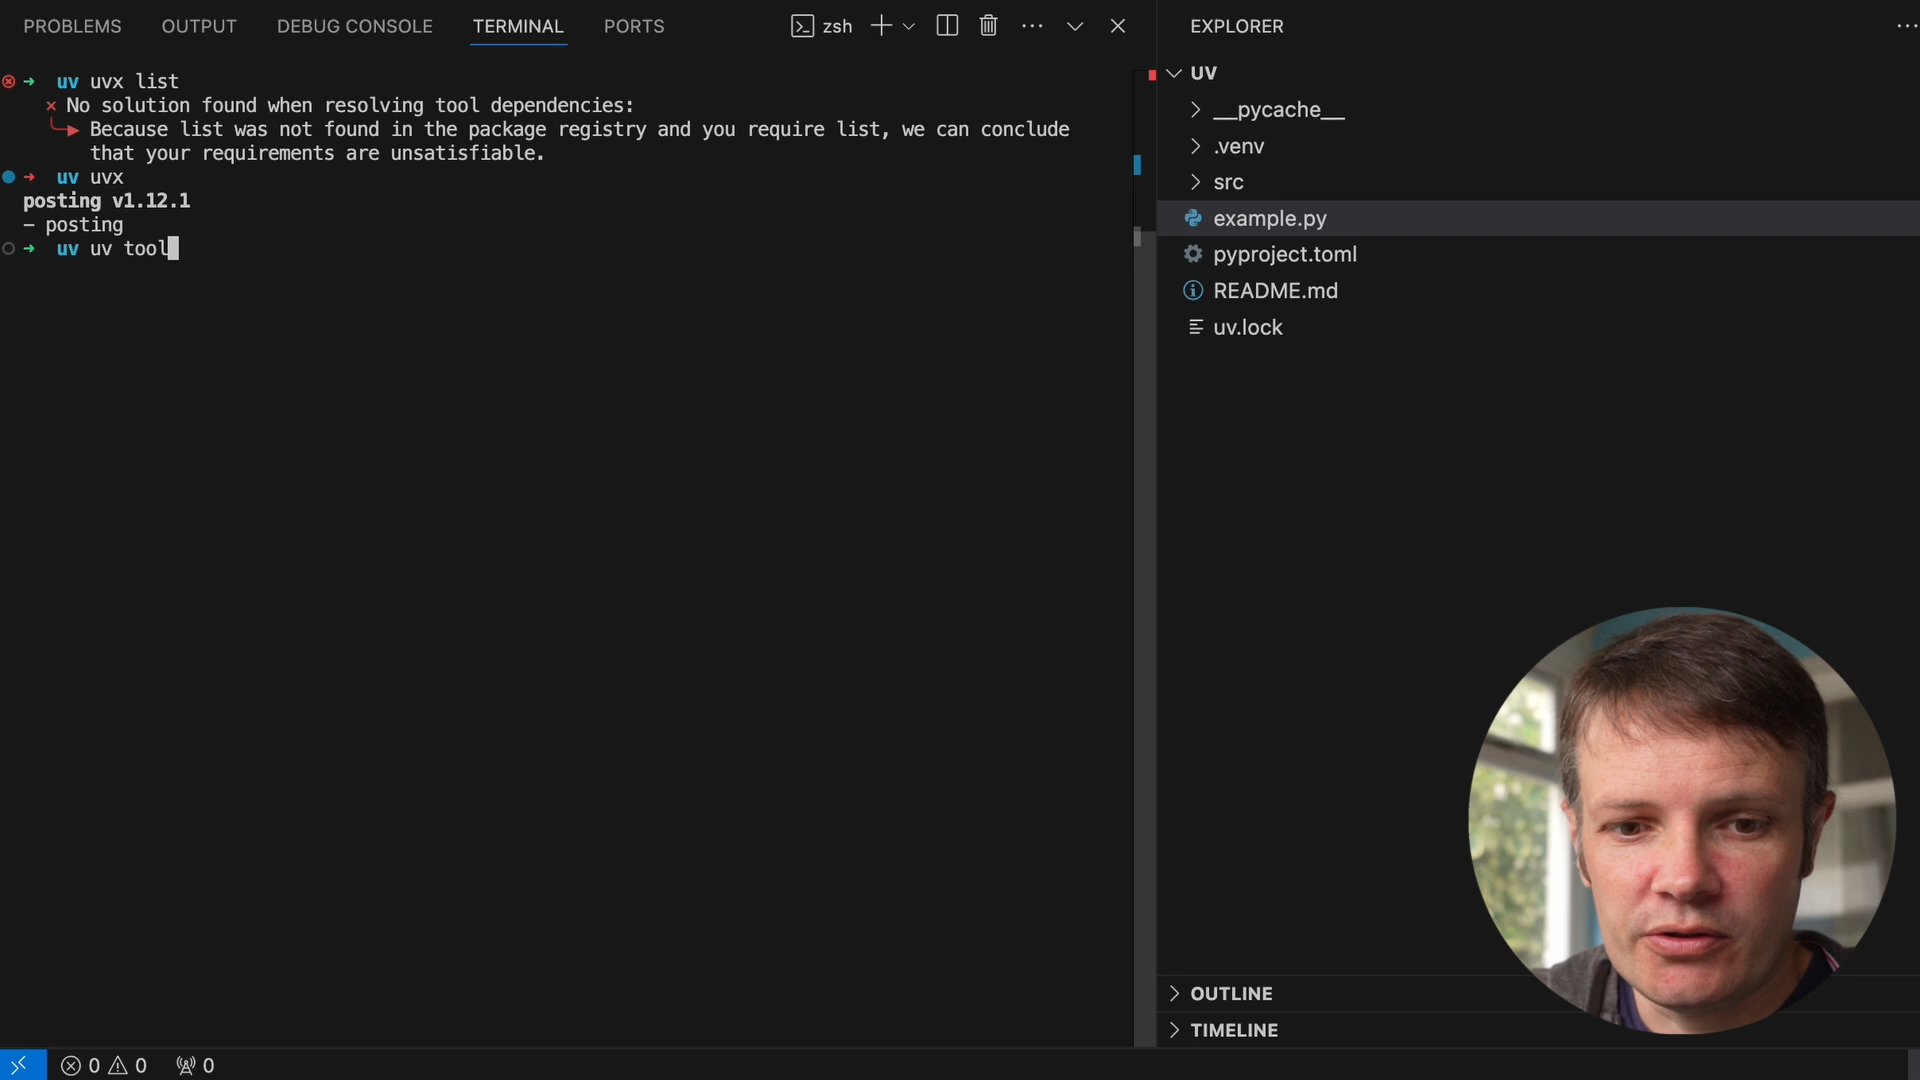 PROBLEMS OUTPUT DEBUG CONSOLE TERMINAL PORTS zsh
uv uvx list
× No solution found when resolving tool dependencies:
Because list was not found in the package registry and you require list, we can conclude
that your requirements are unsatisfiable.
uv uvx
posting v1.12.1
- posting
uv uv tool
EXPLORER
UV
__pycache__
.venv
src
example.py
pyproject.toml
README.md
uv.lock
OUTLINE
TIMELINE
0 0 0